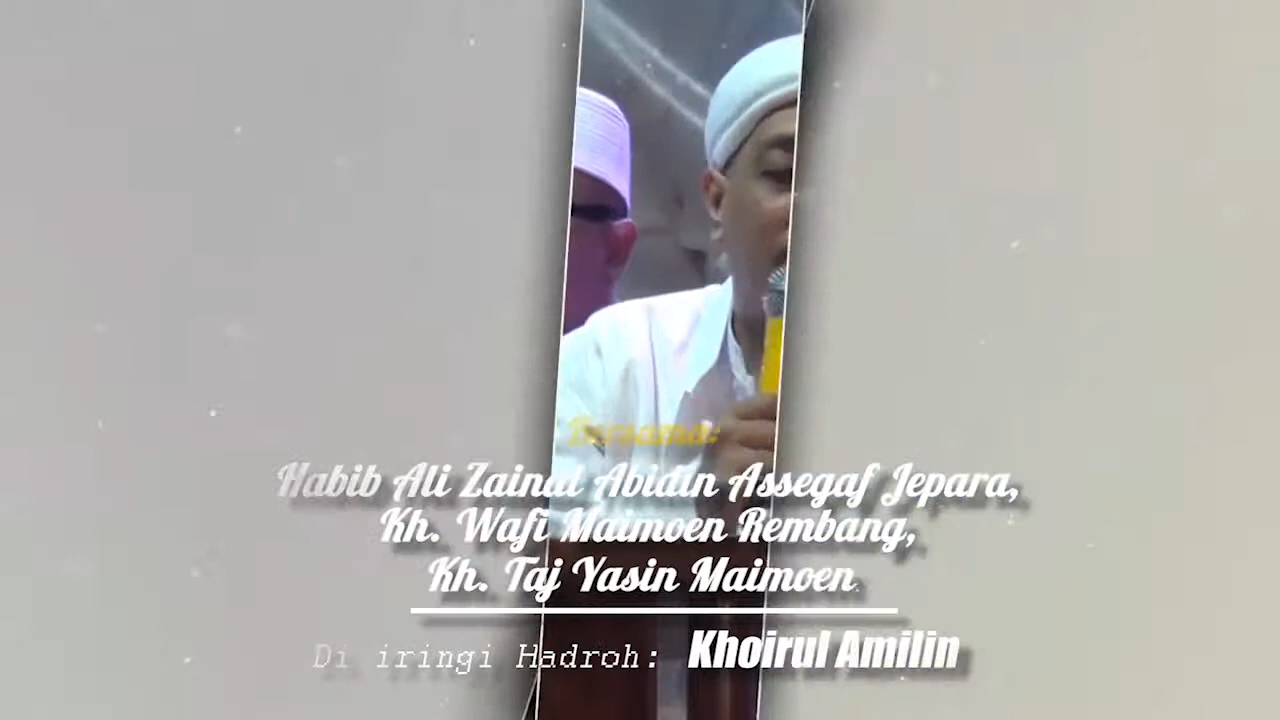 Bersama:
Habib Ali Zainal Abidin Assegaf Jepara,
Kh. Wafi Maimoen Rembang,
Kh. Taj Yasin Maimoen.
Di iringi Hadroh: Khoirul Amilin